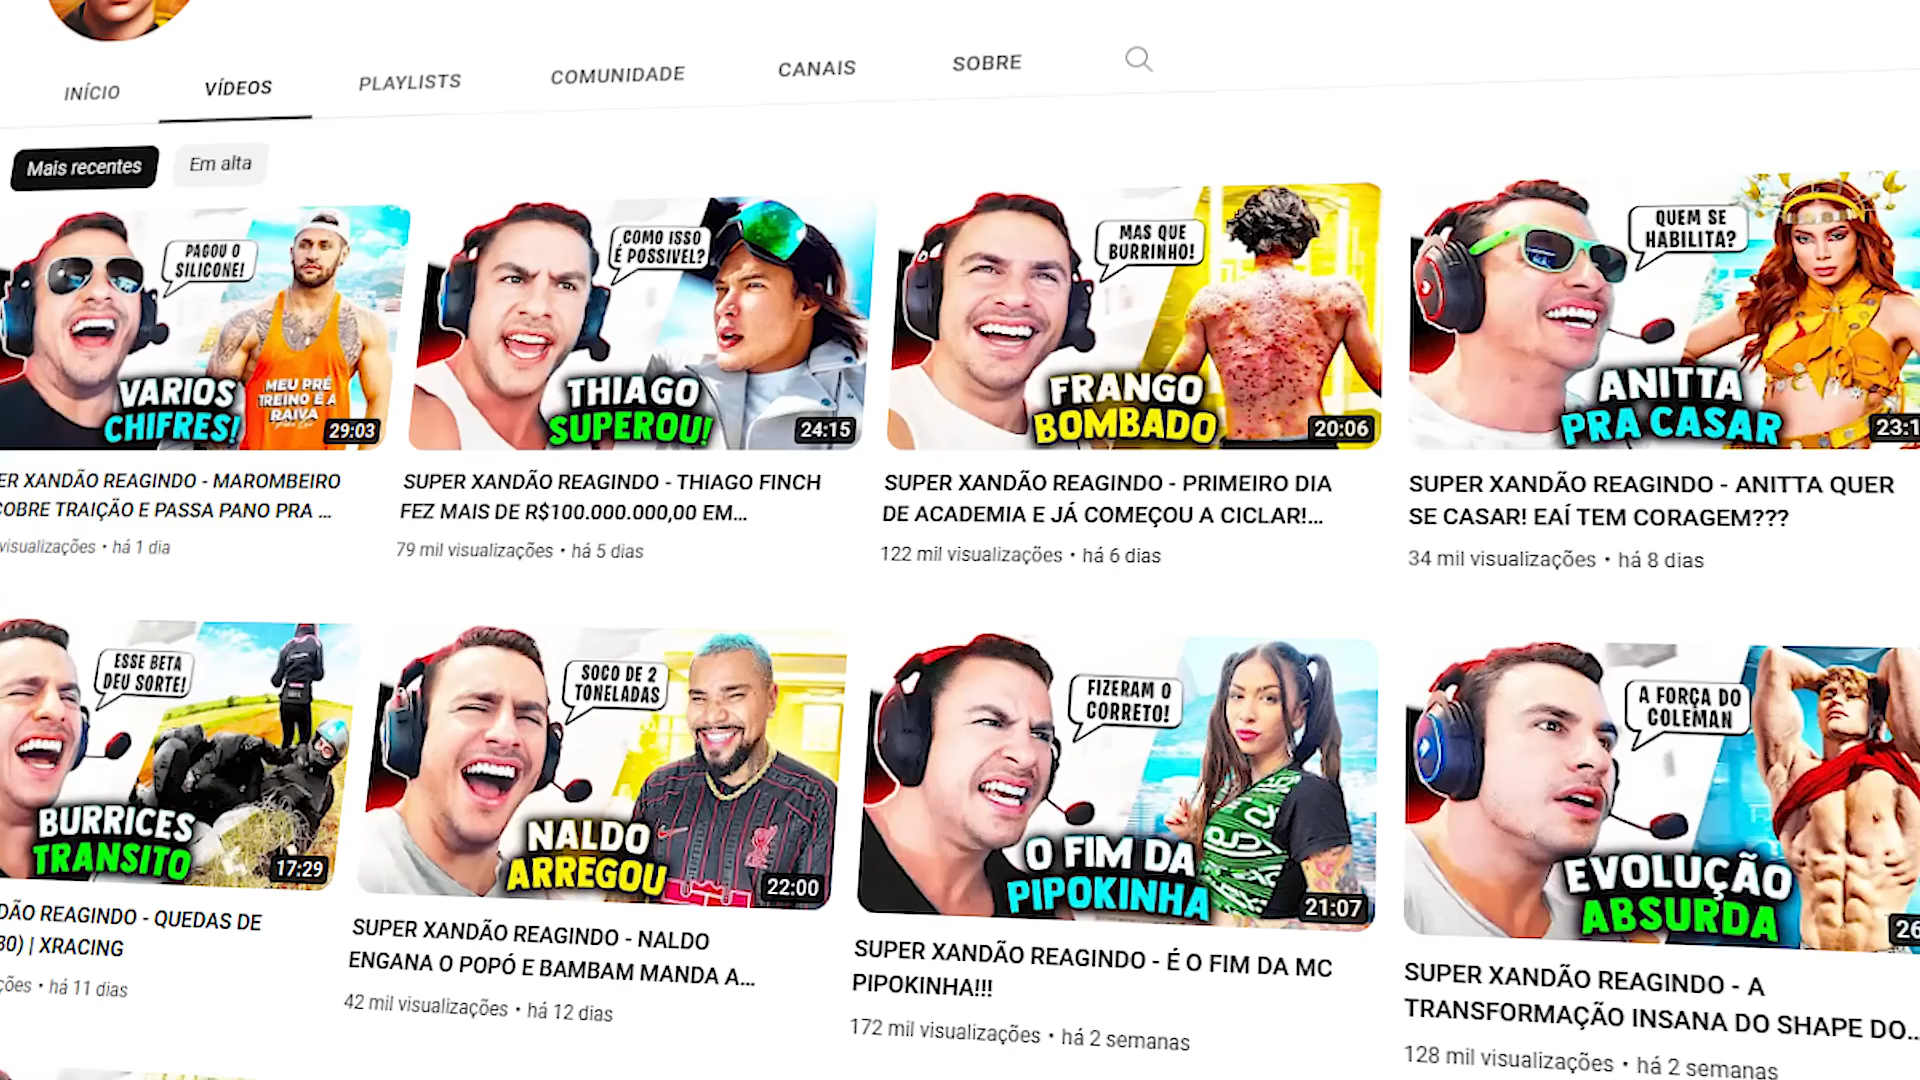 INÍCIO
VÍDEOS
PLAYLISTS
COMUNIDADE
CANAIS
SOBRE
Mais recentes
Em alta
PAGOU O
SILICONE!
MEU PRE
TREINO E A
RAIVA
VARIOS
CHIFRES!
29:03
COMO ISSO
É POSSIVEL?
THIAGO
SUPEROU!
24:15
MAS QUE
BURRINHO!
FRANGO
BOMBADO
20:06
QUEM SE
HABILITA?
ANITTA
PRA CASAR
23:1
ER XANDÃO REAGINDO - MAROMBEIRO
COBRE TRAIÇÃO E PASSA PANO PRA ...
visualizações • há 1 dia
SUPER XANDÃO REAGINDO - THIAGO FINCH
FEZ MAIS DE R$100.000.000,00 EM...
79 mil visualizações • há 5 dias
SUPER XANDÃO REAGINDO - PRIMEIRO DIA
DE ACADEMIA E JÁ COMEÇOU A CICLAR!...
122 mil visualizações • há 6 dias
SUPER XANDÃO REAGINDO - ANITTA QUER
SE CASAR! EAÍ TEM CORAGEM???
34 mil visualizações • há 8 dias
ESSE BETA
DEU SORTE!
BURRICES
TRANSITO
17:29
SOCO DE 2
TONELADAS
NALDO
ARREGOU
22:00
FIZERAM O
CORRETO!
O FIM DA
PIPOKINHA
21:07
A FORÇA DO
COLEMAN
EVOLUÇÃO
ABSURDA
26
DÃO REAGINDO - QUEDAS DE
30) | XRACING
ções • há 11 dias
SUPER XANDÃO REAGINDO - NALDO
ENGANA O POPÓ E BAMBAM MANDA A...
42 mil visualizações • há 12 dias
SUPER XANDÃO REAGINDO - É O FIM DA MC
PIPOKINHA!!!
172 mil visualizações • há 2 semanas
SUPER XANDÃO REAGINDO - A
TRANSFORMAÇÃO INSANA DO SHAPE DO...
128 mil visualizações • há 2 semanas